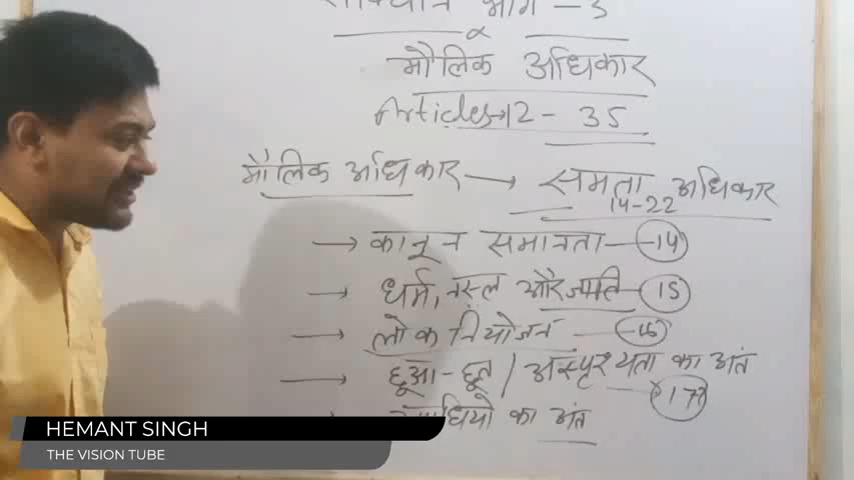 भाग - 3
मौलिक अधिकार
Articles→12 - 35
मौलिक अधिकार → समता अधिकार
14-22
→ कानून समानता - 14
→ धर्म, नस्ल और जाति - 15
→ लोक नियोजन - 16
→ छूआ-छूत / अस्पृश्यता का अंत
→ 17
का अंत
HEMANT SINGH
THE VISION TUBE